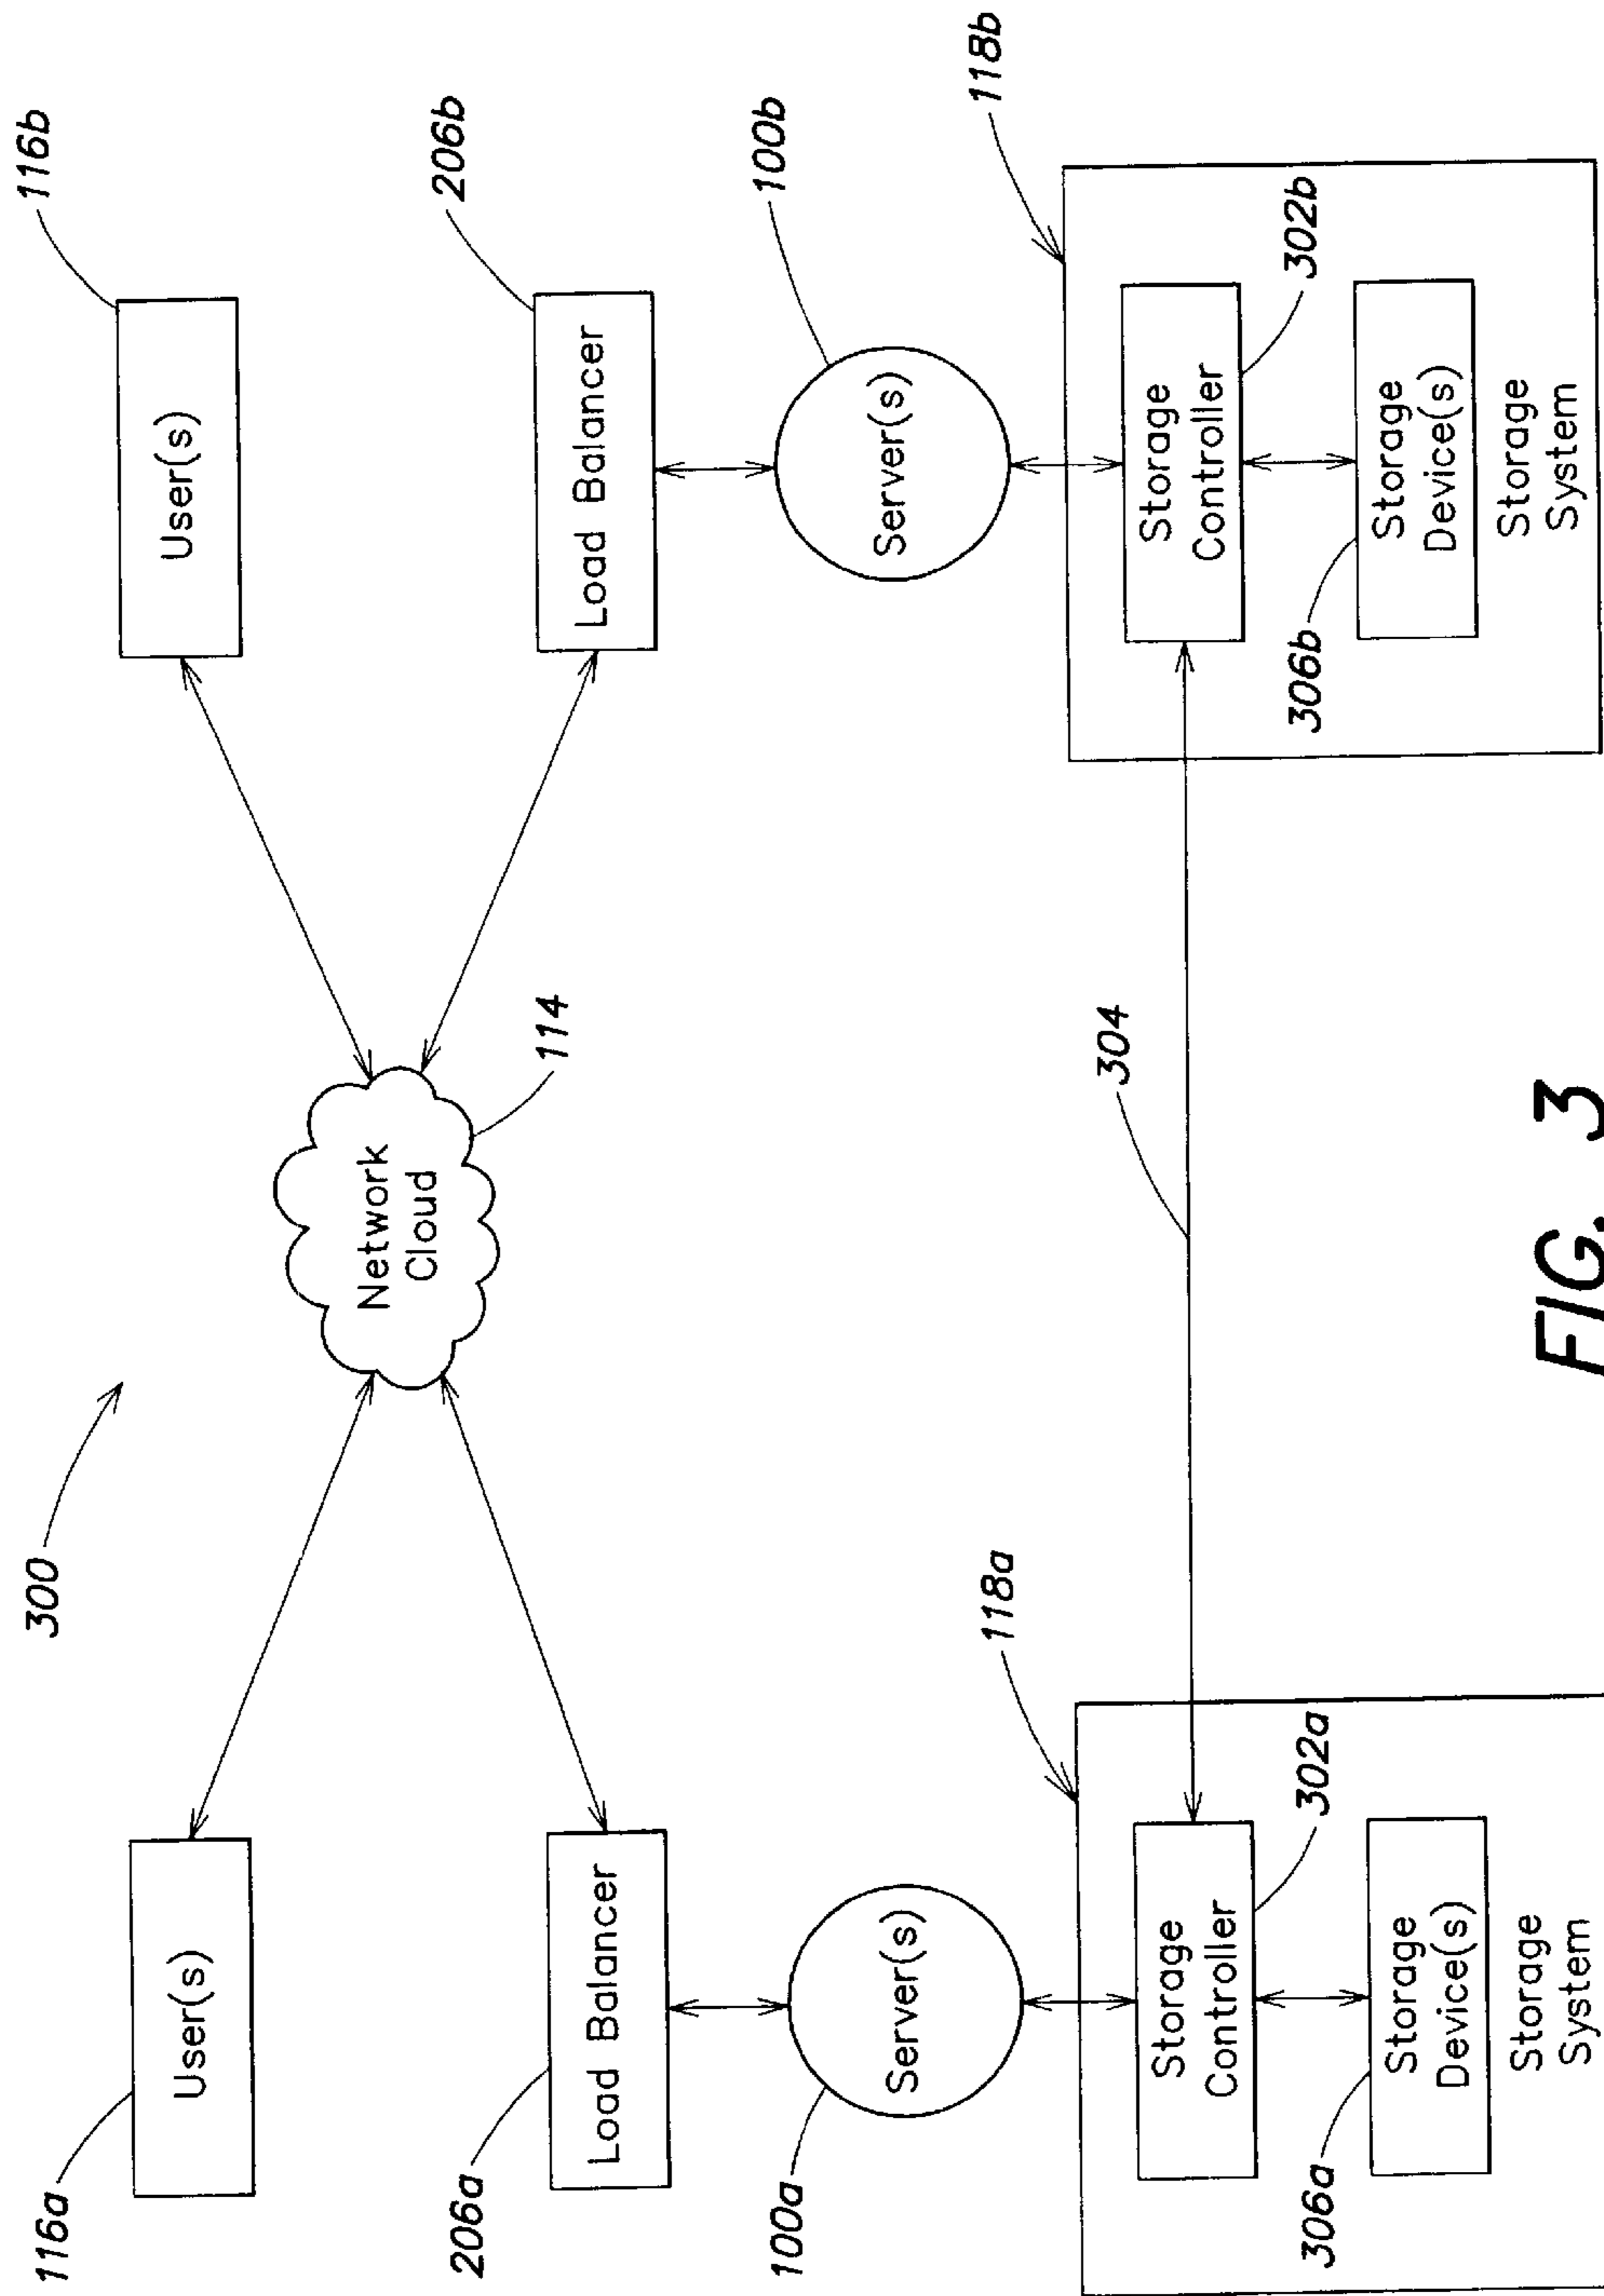 300
116a
User(s)
116b
User(s)
Network
Cloud
114
206a
Load Balancer
206b
Load Balancer
100a
Server(s)
100b
Server(s)
118a
118b
304
Storage
Controller
302a
Storage
Controller
302b
306a
Storage
Device(s)
306b
Storage
Device(s)
Storage
System
Storage
System
FIG. 3